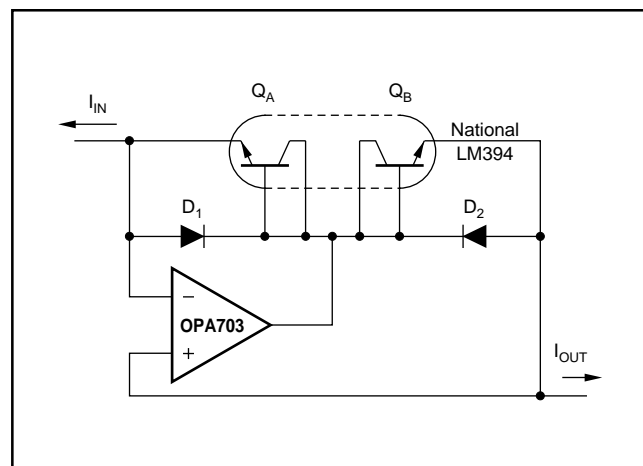 I_IN
Q_A
Q_B
National
LM394
D_1
D_2
−
OPA703
+
I_OUT